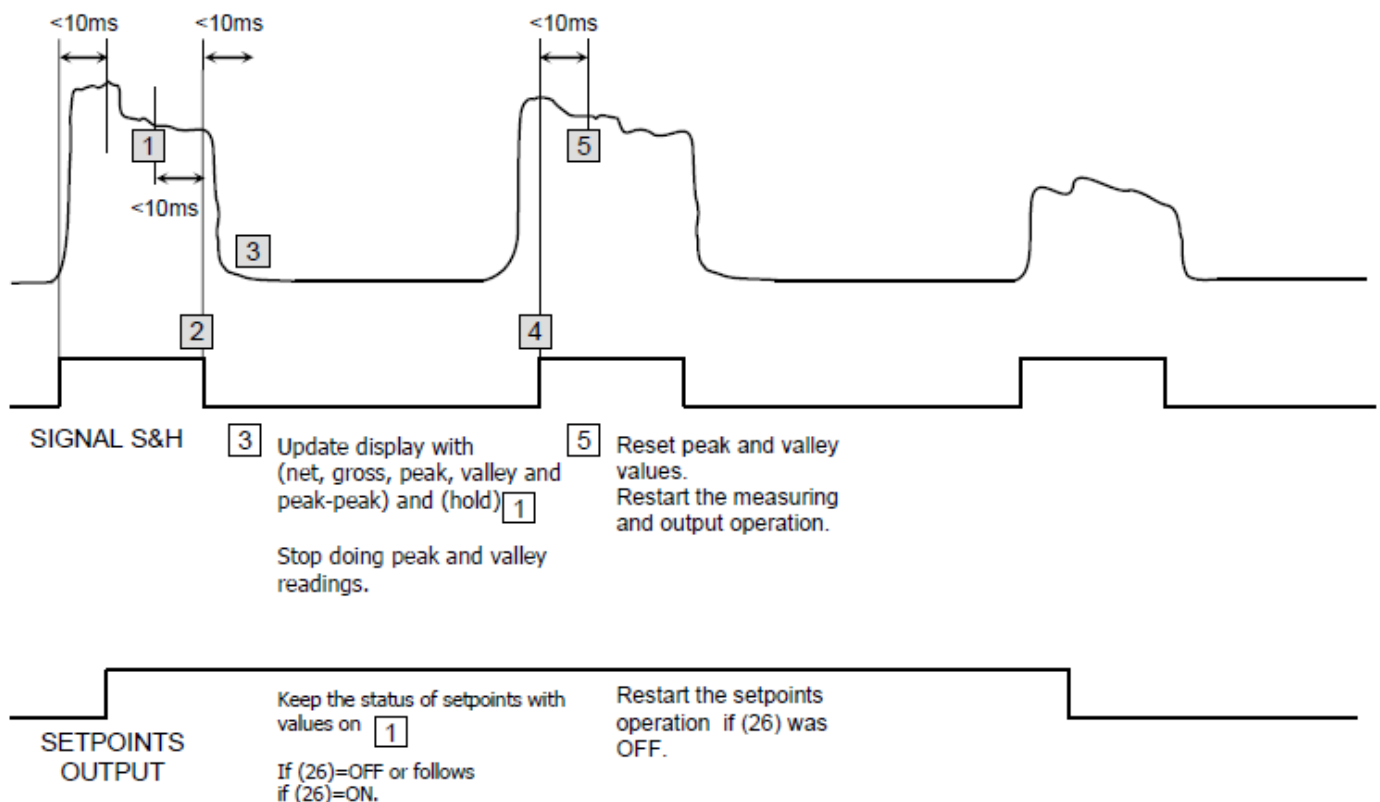 <10ms
<10ms
<10ms
1
5
<10ms
3
2
4
SIGNAL S&H
3
Update display with
(net, gross, peak, valley and
peak-peak) and (hold)
1
Stop doing peak and valley
readings.
5
Reset peak and valley
values.
Restart the measuring
and output operation.
SETPOINTS
OUTPUT
Keep the status of setpoints with
values on
1
If (26)=OFF or follows
if (26)=ON.
Restart the setpoints
operation if (26) was
OFF.